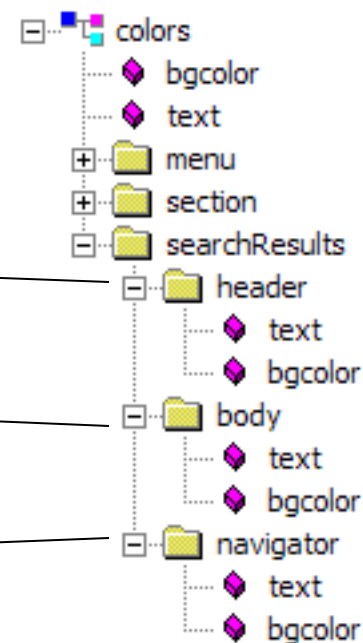 colors
bgcolor
text
menu
section
searchResults
header
text
bgcolor
body
text
bgcolor
navigator
text
bgcolor